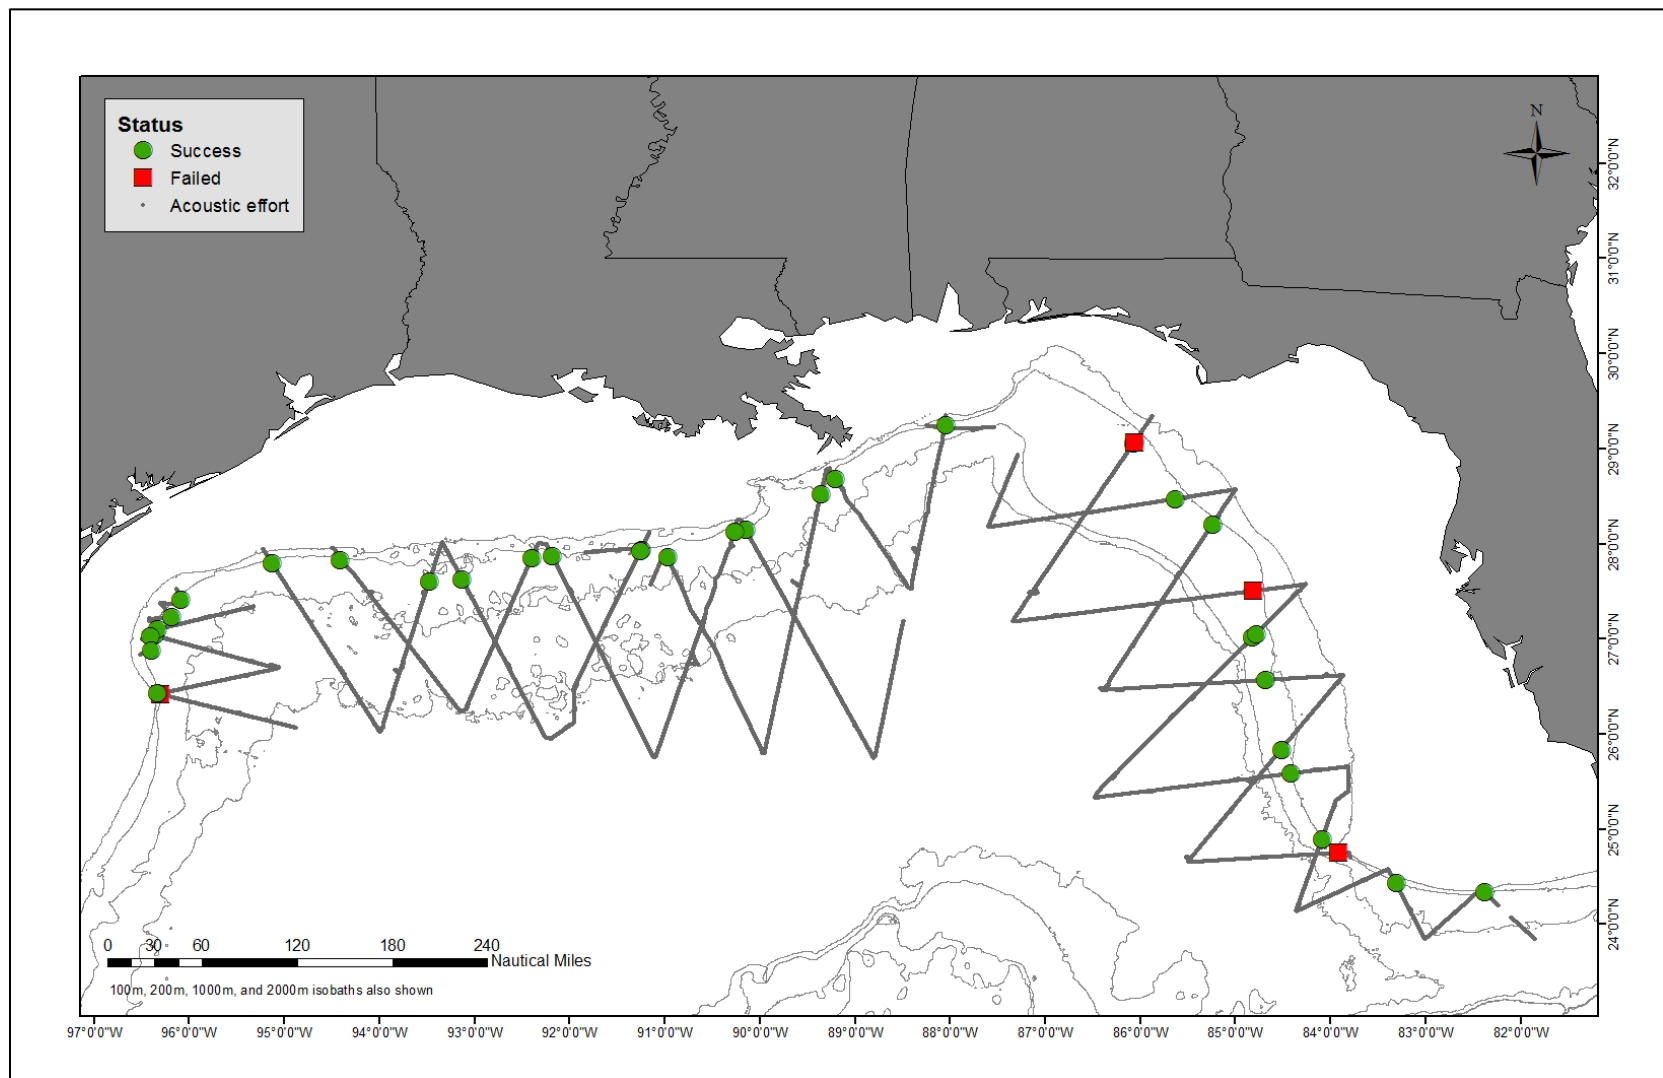 Status
Success
Failed
Acoustic effort
N
32°0'0"N
31°0'0"N
30°0'0"N
29°0'0"N
28°0'0"N
27°0'0"N
26°0'0"N
25°0'0"N
24°0'0"N
0 30 60 120 180 240
Nautical Miles
100m, 200m, 1000m, and 2000m isobaths also shown
97°0'0"W 96°0'0"W 95°0'0"W 94°0'0"W 93°0'0"W 92°0'0"W 91°0'0"W 90°0'0"W 89°0'0"W 88°0'0"W 87°0'0"W 86°0'0"W 85°0'0"W 84°0'0"W 83°0'0"W 82°0'0"W